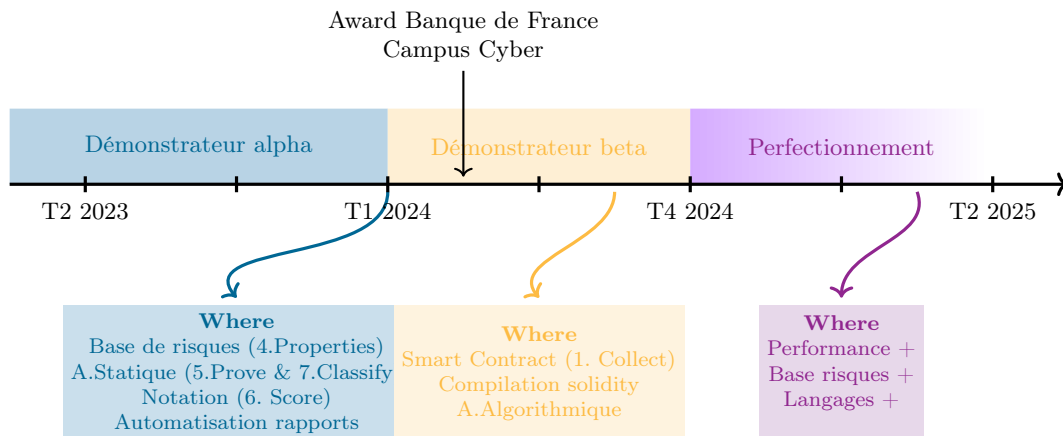 Award Banque de France
Campus Cyber
Démonstrateur alpha
Démonstrateur beta
Perfectionnement
T2 2023
T1 2024
T4 2024
T2 2025
Where
Base de risques (4.Properties)
A.Statique (5.Prove & 7.Classify
Notation (6. Score)
Automatisation rapports
Where
Smart Contract (1. Collect)
Compilation solidity
A.Algorithmique
Where
Performance +
Base risques +
Langages +